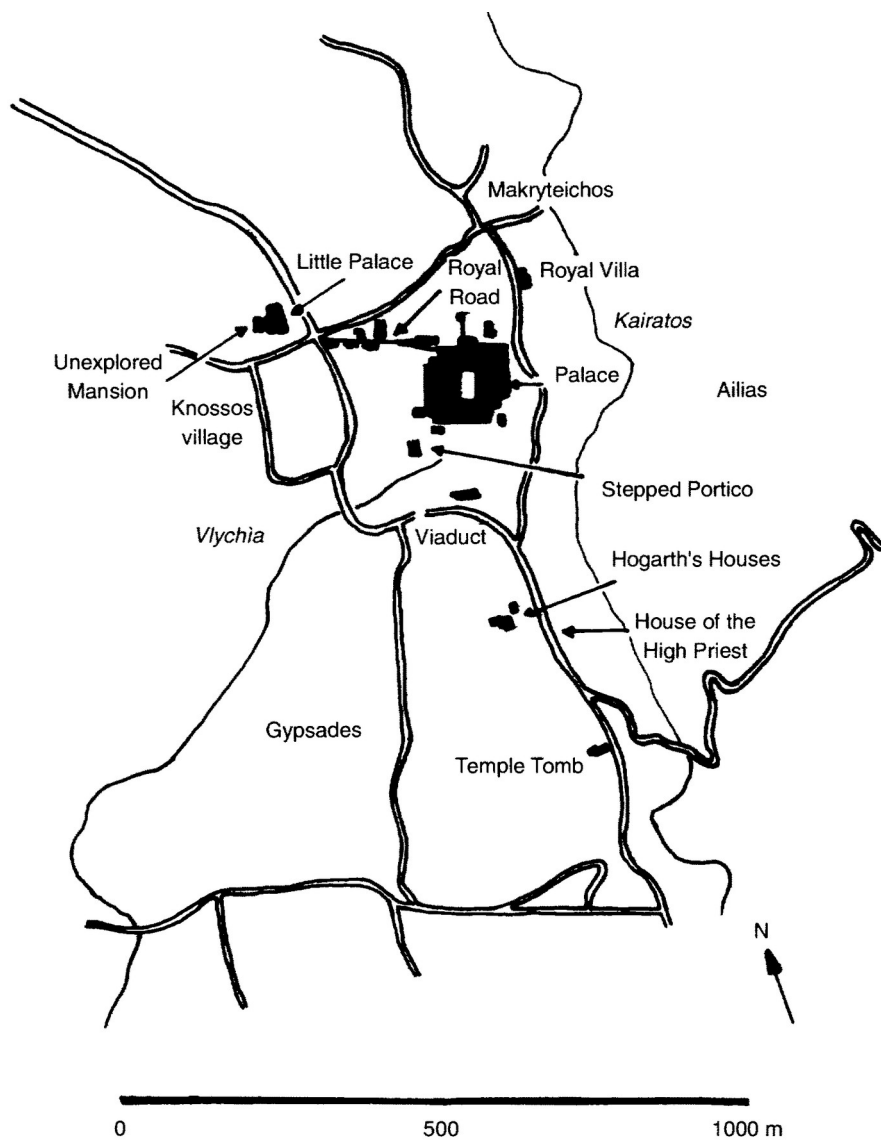 Makryteichos
Little Palace
Royal
Road
Royal Villa
Kairatos
Unexplored
Mansion
Palace
Ailias
Knossos
village
Stepped Portico
Vlychìa
Viaduct
Hogarth's Houses
House of the
High Priest
Gypsades
Temple Tomb
N
0 500 1000 m